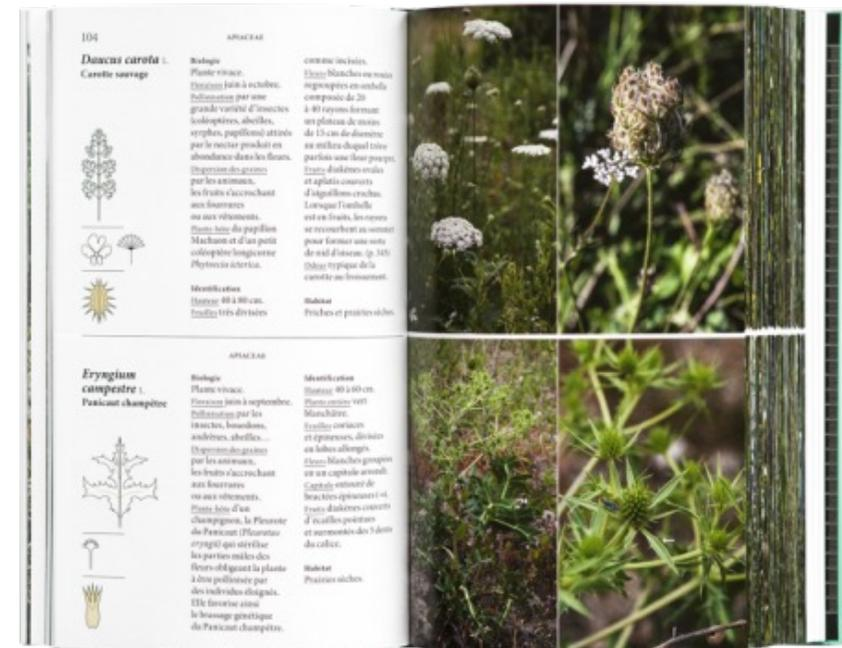 104
APIACEAE
Daucus carota L.
Carotte sauvage
Biologie
Plante vivace.
Floraison juin à octobre.
Pollinisation par une
grande variété d'insectes
(coléoptères, abeilles,
syrphes, papillons) attirés
par le nectar produit en
abondance dans les fleurs.
Dispersion des graines
par les animaux,
les fruits s'accrochant
aux fourrures
ou aux vêtements.
Plante-hôte du papillon
Machaon et d'un petit
coléoptère longicorne
Phytoecia icterica.
Identification
Hauteur 40 à 80 cm.
Feuilles très divisées
comme incisées.
Fleurs blanches ou rosées
regroupées en ombelle
composée de 20
à 40 rayons formant
un plateau de moins
de 15 cm de diamètre
au milieu duquel trône
parfois une fleur pourpre.
Fruits diakènes ovales
et aplatis couverts
d'aiguillons crochus.
Lorsque l'ombelle
est en fruits, les rayons
se recourbent au sommet
pour former une sorte
de nid d'oiseau. (p. 345)
Odeur typique de la
carotte au froissement.
Habitat
Friches et prairies sèches.
APIACEAE
Eryngium
campestre L.
Panicaut champêtre
Biologie
Plante vivace.
Floraison juin à septembre.
Pollinisation par les
insectes, bourdons,
andrènes, abeilles…
Dispersion des graines
par les animaux,
les fruits s'accrochant
aux fourrures
ou aux vêtements.
Plante-hôte d'un
champignon, la Pleurote
du Panicaut (Pleurotus
eryngii) qui stérilise
les parties mâles des
fleurs obligeant la plante
à être pollinisée par
des individus éloignés.
Elle favorise ainsi
le brassage génétique
du Panicaut champêtre.
Identification
Hauteur 40 à 60 cm.
Plante entière vert
blanchâtre.
Feuilles coriaces
et épineuses, divisées
en lobes allongés.
Fleurs blanches groupées
en un capitule arrondi.
Capitule entouré de
bractées épineuses
Fruits diakènes couverts
d'écailles pointues
et surmontés des 5 dents
du calice.
Habitat
Prairies sèches.